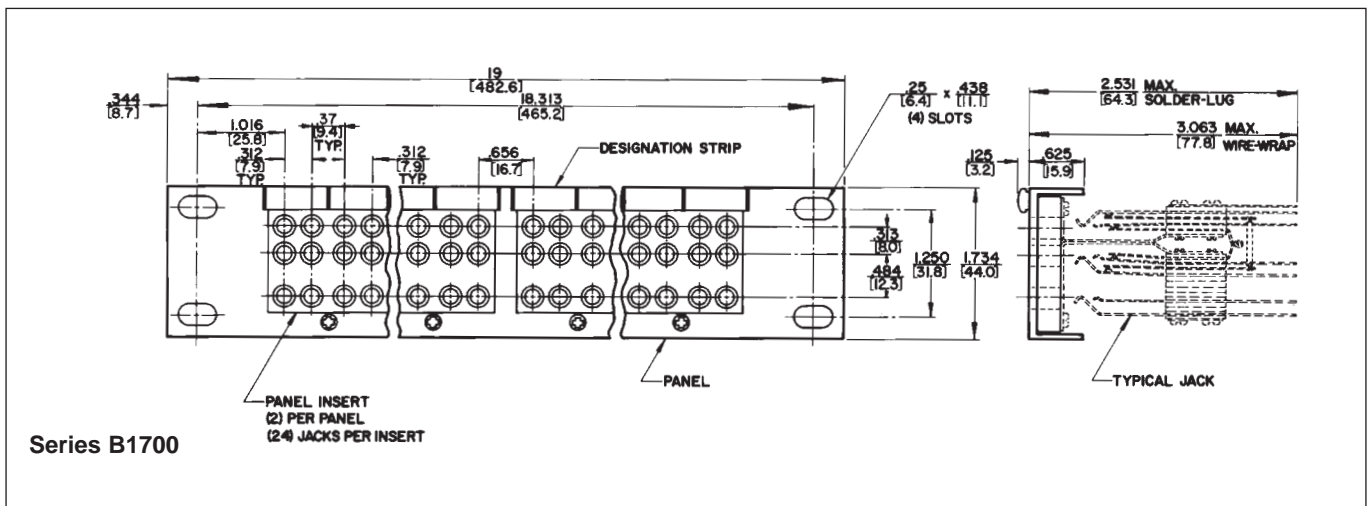 19
[482.6]
.344
[8.7]
18.313
[465.2]
.25 x .438
[6.4] [11.1]
(4) SLOTS
2.531 MAX.
[64.3] SOLDER-LUG
1.016
[25.8]
.37
[9.4]
TYP.
3.063 MAX.
[77.8] WIRE-WRAP
.312
[7.9]
TYP.
.312
[7.9]
TYP.
.656
[16.7]
DESIGNATION STRIP
.125
[3.2]
.625
[15.9]
.313
[8.0]
1.250
[31.8]
1.734
[44.0]
.484
[12.3]
PANEL
TYPICAL JACK
PANEL INSERT
(2) PER PANEL
(24) JACKS PER INSERT
Series B1700